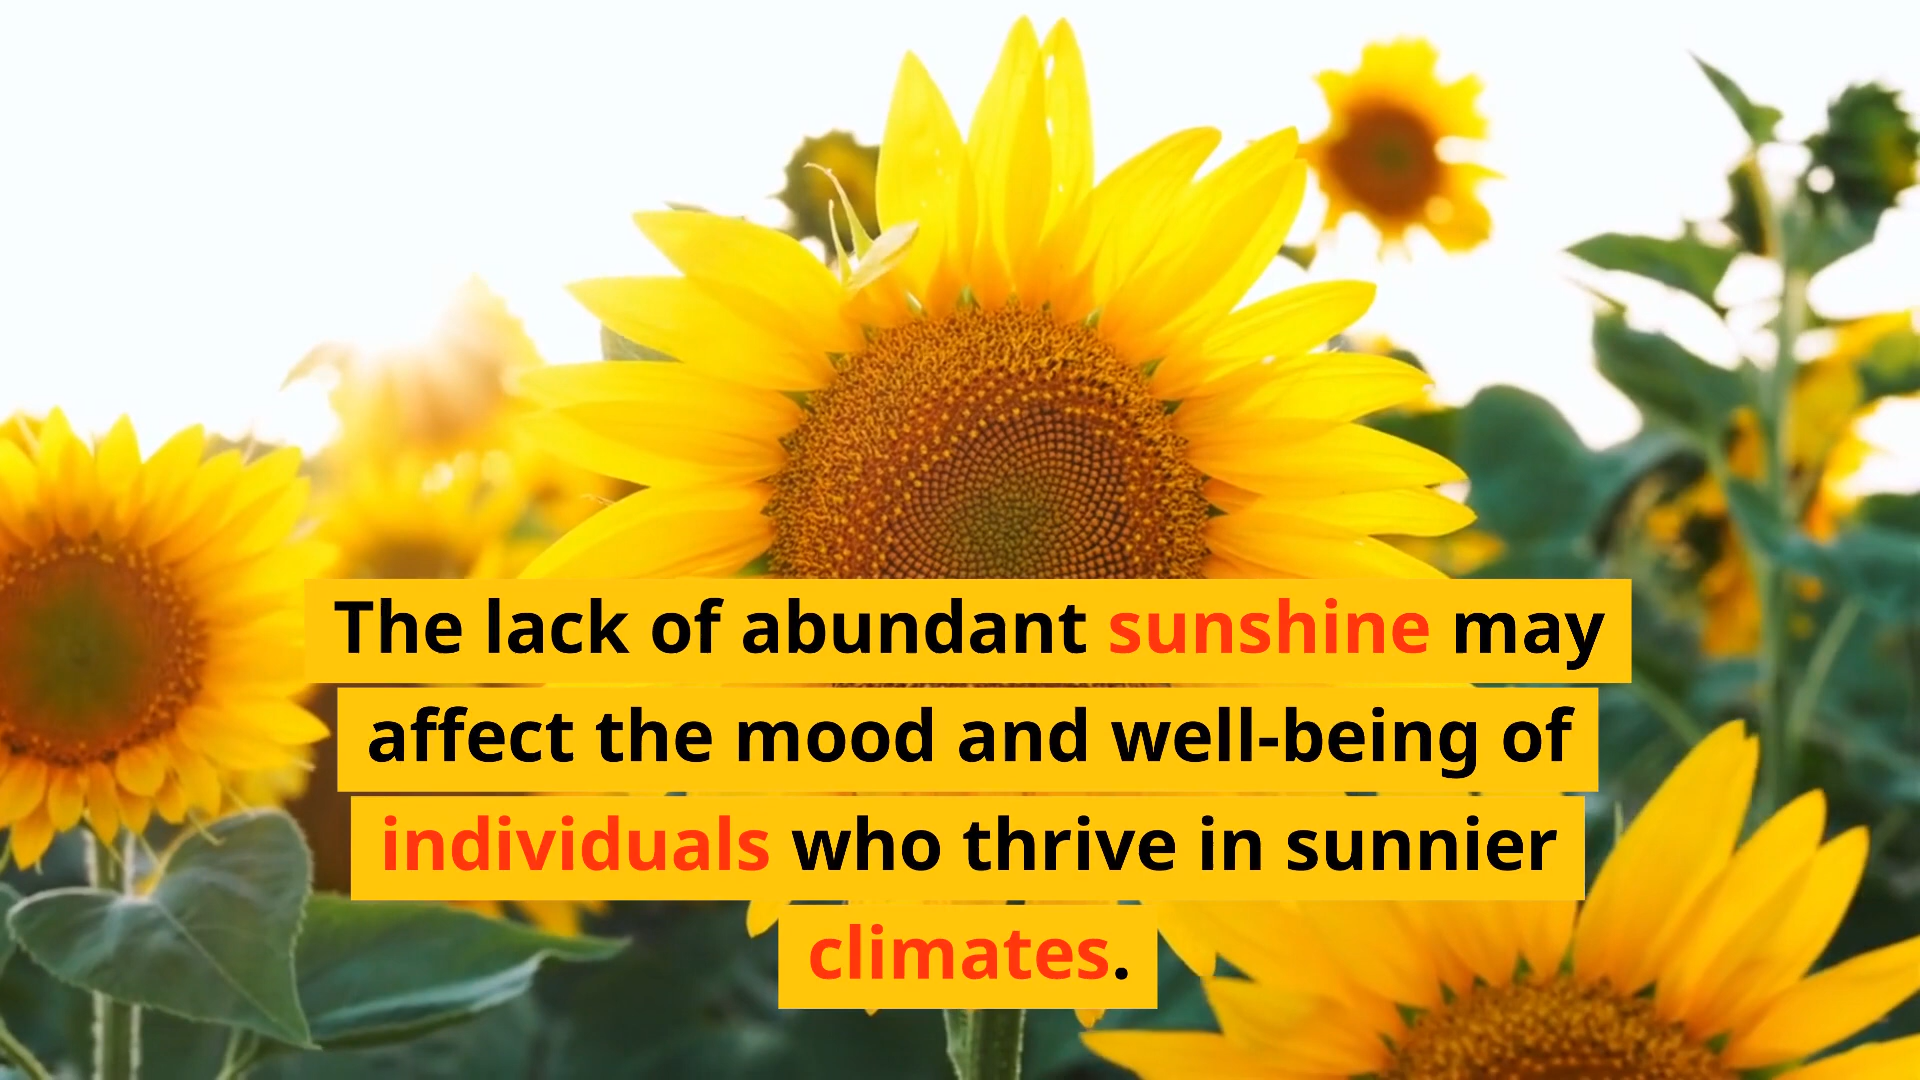 The lack of abundant sunshine may
affect the mood and well-being of
individuals who thrive in sunnier
climates.